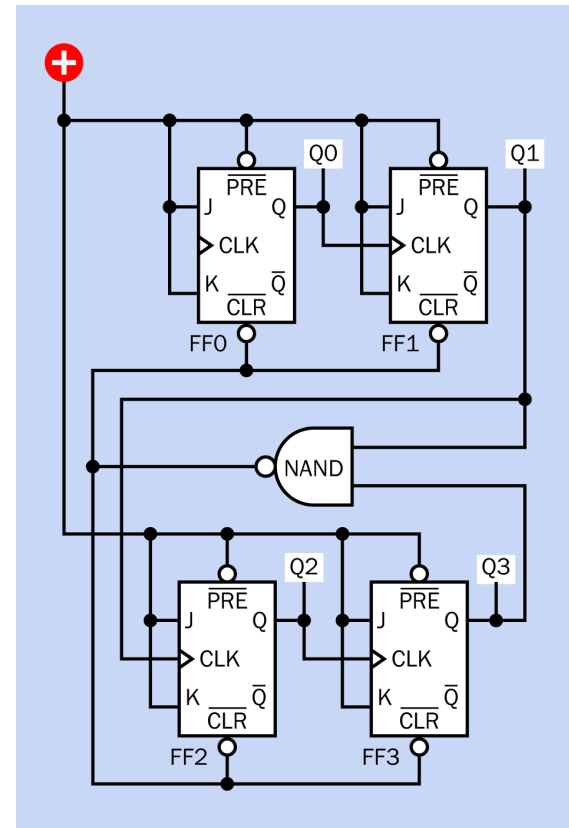 Q0 Q1
PRE PRE
J Q J Q
CLK CLK
K Q K Q
CLR CLR
FF0 FF1
NAND
Q2 Q3
PRE PRE
J Q J Q
CLK CLK
K Q K Q
CLR CLR
FF2 FF3